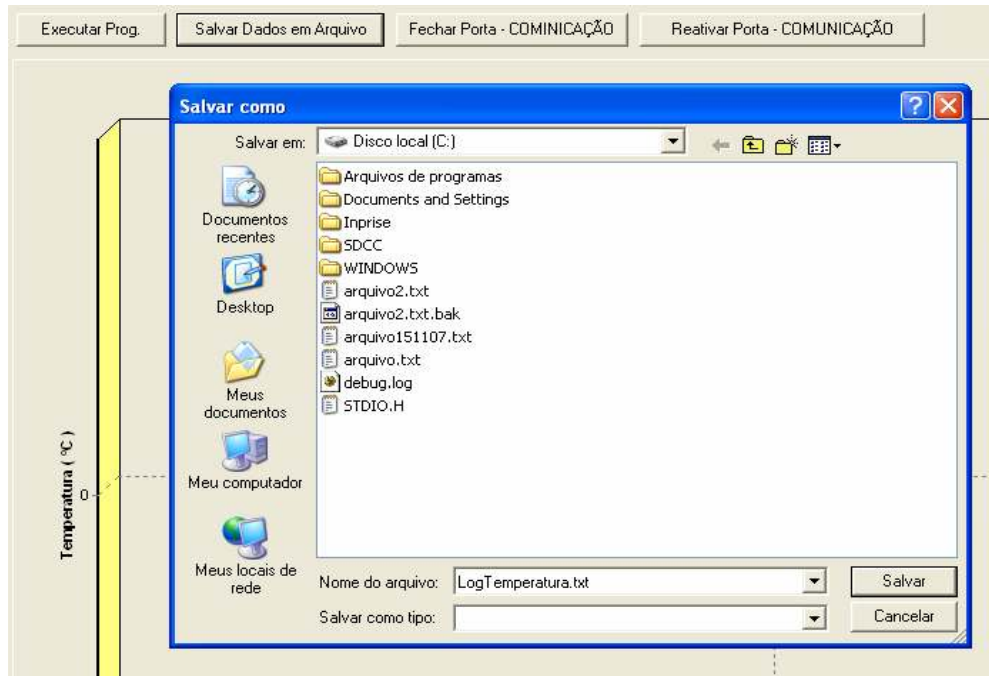 Executar Prog.
Salvar Dados em Arquivo
Fechar Porta - COMINICAÇÃO
Reativar Porta - COMUNICAÇÃO
Salvar como
Salvar em:
Disco local (C:)
Documentos
recentes
Desktop
Meus
documentos
Meu computador
Meus locais de
rede
Arquivos de programas
Documents and Settings
Inprise
SDCC
WINDOWS
arquivo2.txt
arquivo2.txt.bak
arquivo151107.txt
arquivo.txt
debug.log
STDIO.H
Nome do arquivo:
LogTemperatura.txt
Salvar
Salvar como tipo:
Cancelar
Temperatura ( ºC )
0